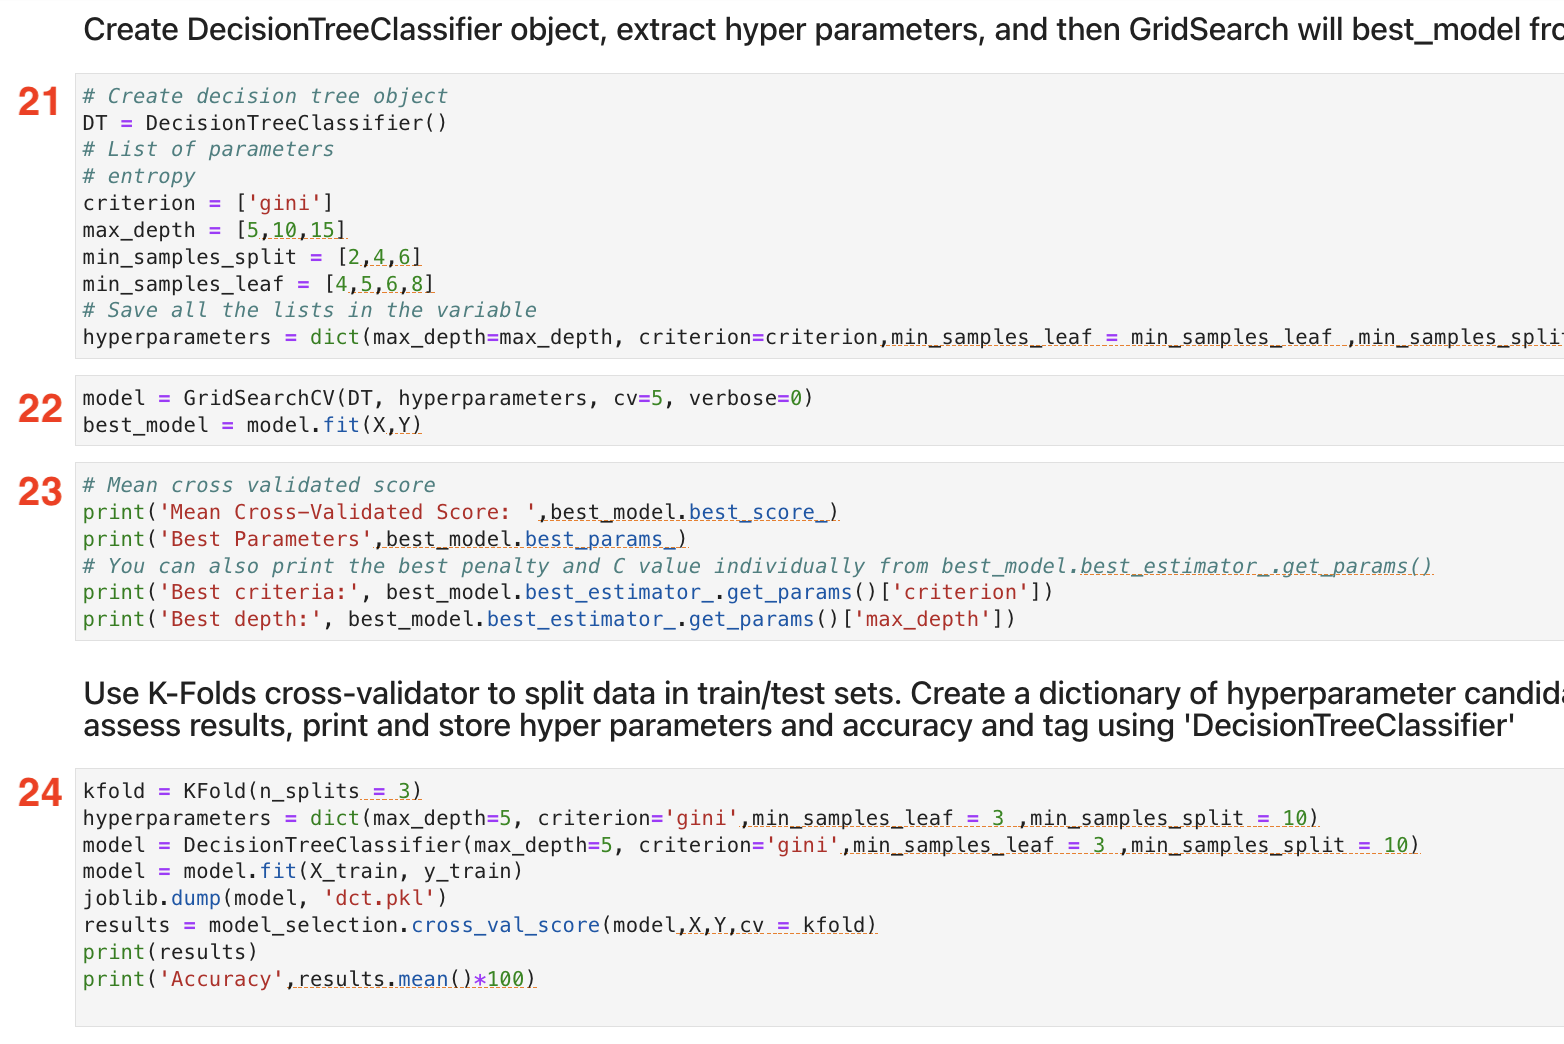 Create DecisionTreeClassifier object, extract hyper parameters, and then GridSearch will best_model fro
21
# Create decision tree object
DT = DecisionTreeClassifier()
# List of parameters
# entropy
criterion = ['gini']
max_depth = [5,10,15]
min_samples_split = [2,4,6]
min_samples_leaf = [4,5,6,8]
# Save all the lists in the variable
hyperparameters = dict(max_depth=max_depth, criterion=criterion,min_samples_leaf = min_samples_leaf ,min_samples_split
22
model = GridSearchCV(DT, hyperparameters, cv=5, verbose=0)
best_model = model.fit(X,Y)
23
# Mean cross validated score
print('Mean Cross-Validated Score: ',best_model.best_score_)
print('Best Parameters',best_model.best_params_)
# You can also print the best penalty and C value individually from best_model.best_estimator_.get_params()
print('Best criteria:', best_model.best_estimator_.get_params()['criterion'])
print('Best depth:', best_model.best_estimator_.get_params()['max_depth'])
Use K-Folds cross-validator to split data in train/test sets. Create a dictionary of hyperparameter candida
assess results, print and store hyper parameters and accuracy and tag using 'DecisionTreeClassifier'
24
kfold = KFold(n_splits = 3)
hyperparameters = dict(max_depth=5, criterion='gini',min_samples_leaf = 3 ,min_samples_split = 10)
model = DecisionTreeClassifier(max_depth=5, criterion='gini',min_samples_leaf = 3 ,min_samples_split = 10)
model = model.fit(X_train, y_train)
joblib.dump(model, 'dct.pkl')
results = model_selection.cross_val_score(model,X,Y,cv = kfold)
print(results)
print('Accuracy',results.mean()*100)